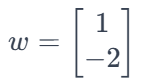 w = [1
-2]